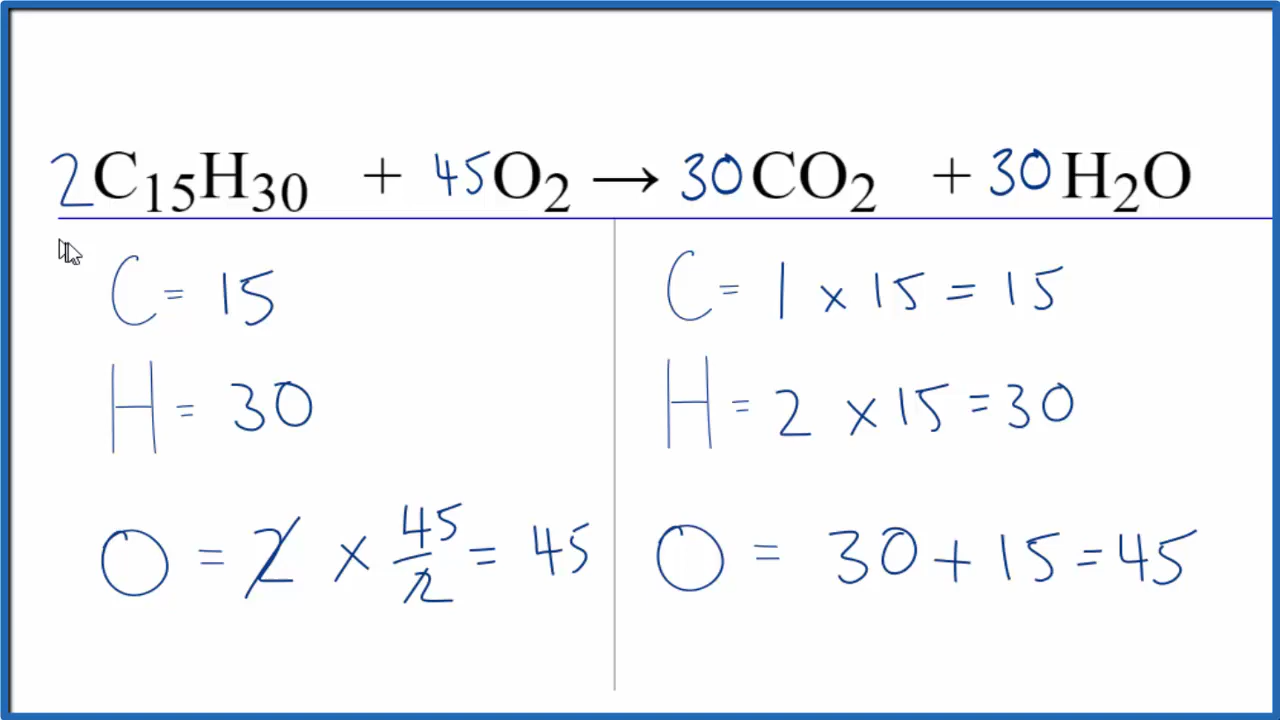 2C₁₅H₃₀ + 45O₂ → 30CO₂ + 30H₂O
C = 15
H = 30
O = 2 × 45/2 = 45
C = 1 × 15 = 15
H = 2 × 15 = 30
O = 30 + 15 = 45